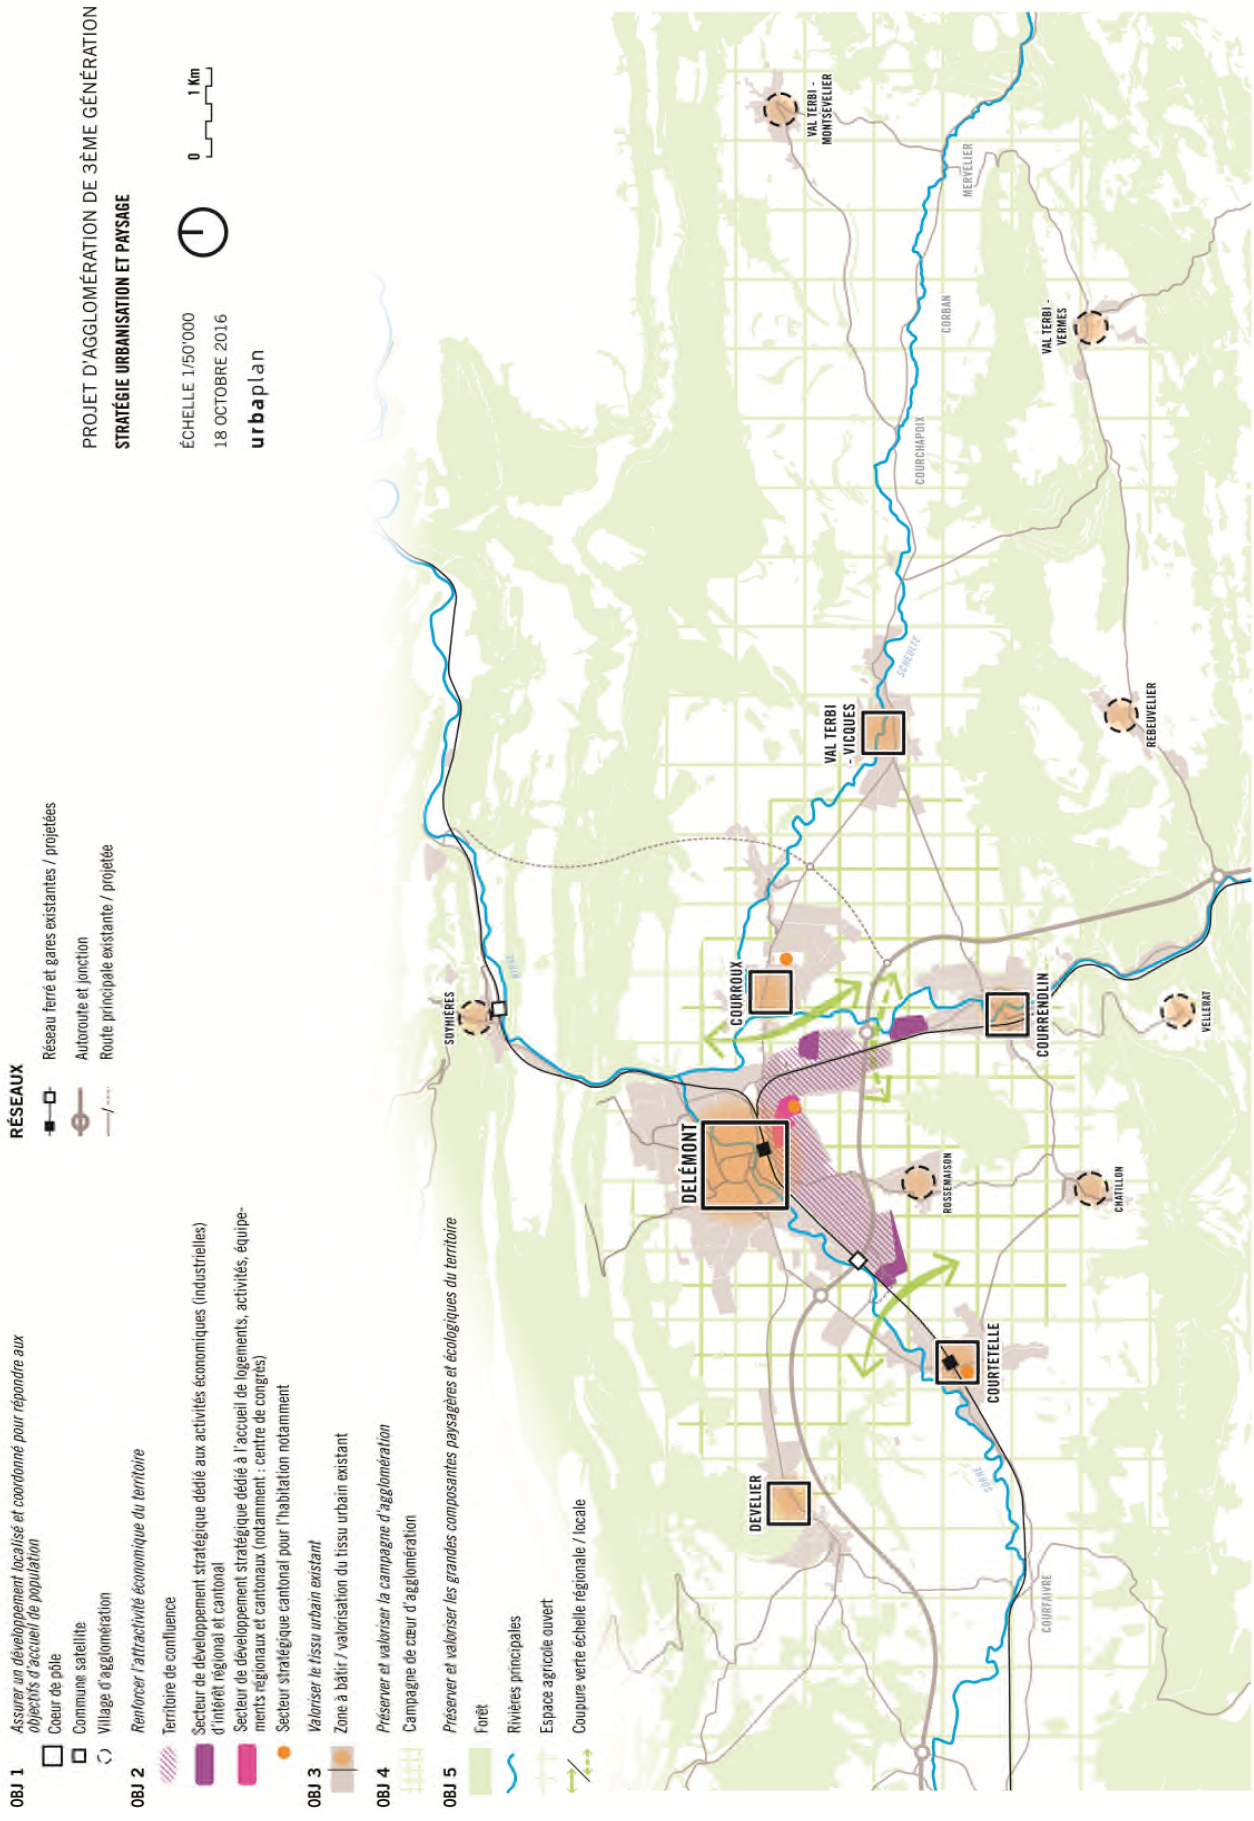 PROJET D'AGGLOMÉRATION DE 3ÈME GÉNÉRATION
STRATÉGIE URBANISATION ET PAYSAGE
ÉCHELLE 1/50'000
18 OCTOBRE 2016
urbaplan
0 1 Km
OBJ 1 Assurer un développement localisé et coordonné pour répondre aux
objectifs d'accueil de population
Coeur de pôle
Commune satellite
Village d'agglomération
OBJ 2 Renforcer l'attractivité économique du territoire
Territoire de confluence
Secteur de développement stratégique dédié aux activités économiques (industrielles)
d'intérêt régional et cantonal
Secteur de développement stratégique dédié à l'accueil de logements, activités, équipe-
ments régionaux et cantonaux (notamment : centre de congrès)
Secteur stratégique cantonal pour l'habitation notamment
OBJ 3 Valoriser le tissu urbain existant
Zone à bâtir / valorisation du tissu urbain existant
OBJ 4 Préserver et valoriser la campagne d'agglomération
Campagne de cœur d'agglomération
OBJ 5 Préserver et valoriser les grandes composantes paysagères et écologiques du territoire
Forêt
Rivières principales
Espace agricole ouvert
Coupure verte échelle régionale / locale
RÉSEAUX
Réseau ferré et gares existantes / projetées
Autoroute et jonction
Route principale existante / projetée
SOYHIÈRES
BIRSE
DELÉMONT
COURROUX
VAL TERBI
- VICQUES
SCHEULTE
COURCHAPOIX
CORBAN
MERVELIER
VAL TERBI -
MONTSEVELIER
VAL TERBI -
VERMES
REBEUVELIER
COURRENDLIN
VELLERAT
ROSSEMAISON
CHATILLON
COURTETELLE
DEVELIER
SORNE
COURFAIVRE